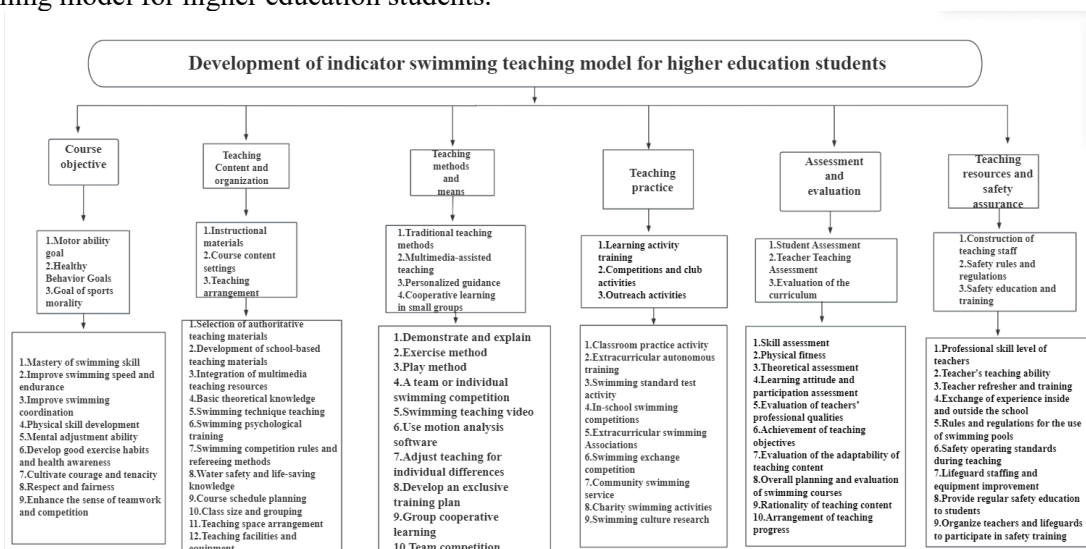 ning model for higher education students.
Development of indicator swimming teaching model for higher education students
Course
objective
Teaching
Content and
organization
Teaching
methods
and
means
Teaching
practice
Assessment
and
evaluation
Teaching
resources and
safety
assurance
1.Motor ability
goal
2.Healthy
Behavior Goals
3.Goal of sports
morality
1.Instructional
materials
2.Course content
settings
3.Teaching
arrangement
1.Traditional teaching
methods
2.Multimedia-assisted
teaching
3.Personalized guidance
4.Cooperative learning
in small groups
1.Learning activity
training
2.Competitions and club
activities
3.Outreach activities
1.Student Assessment
2.Teacher Teaching
Assessment
3.Evaluation of the
curriculum
1.Construction of
teaching staff
2.Safety rules and
regulations
3.Safety education and
training
1.Mastery of swimming skill
2.Improve swimming speed and
endurance
3.Improve swimming
coordination
4.Physical skill development
5.Mental adjustment ability
6.Develop good exercise habits
and health awareness
7.Cultivate courage and tenacity
8.Respect and fairness
9.Enhance the sense of teamwork
and competition
1.Selection of authoritative
teaching materials
2.Development of school-based
teaching materials
3.Integration of multimedia
teaching resources
4.Basic theoretical knowledge
5.Swimming technique teaching
6.Swimming psychological
training
7.Swimming competition rules and
refereeing methods
8.Water safety and life-saving
knowledge
9.Course schedule planning
10.Class size and grouping
11.Teaching space arrangement
12.Teaching facilities and
equipment
1.Demonstrate and explain
2.Exercise method
3.Play method
4.A team or individual
swimming competition
5.Swimming teaching video
6.Use motion analysis
software
7.Adjust teaching for
individual differences
8.Develop an exclusive
training plan
9.Group cooperative
learning
10.Team competition
1.Classroom practice activity
2.Extracurricular autonomous
training
3.Swimming standard test
activity
4.In-school swimming
competitions
5.Extracurricular swimming
Associations
6.Swimming exchange
competition
7.Community swimming
service
8.Charity swimming activities
9.Swimming culture research
1.Skill assessment
2.Physical fitness
3.Theoretical assessment
4.Learning attitude and
participation assessment
5.Evaluation of teachers'
professional qualities
6.Achievement of teaching
objectives
7.Evaluation of the adaptability of
teaching content
8.Overall planning and evaluation
of swimming courses
9.Rationality of teaching content
10.Arrangement of teaching
progress
1.Professional skill level of
teachers
2.Teacher's teaching ability
3.Teacher refresher and training
4.Exchange of experience inside
and outside the school
5.Rules and regulations for the use
of swimming pools
6.Safety operating standards
during teaching
7.Lifeguard staffing and
equipment improvement
8.Provide regular safety education
to students
9.Organize teachers and lifeguards
to participate in safety training